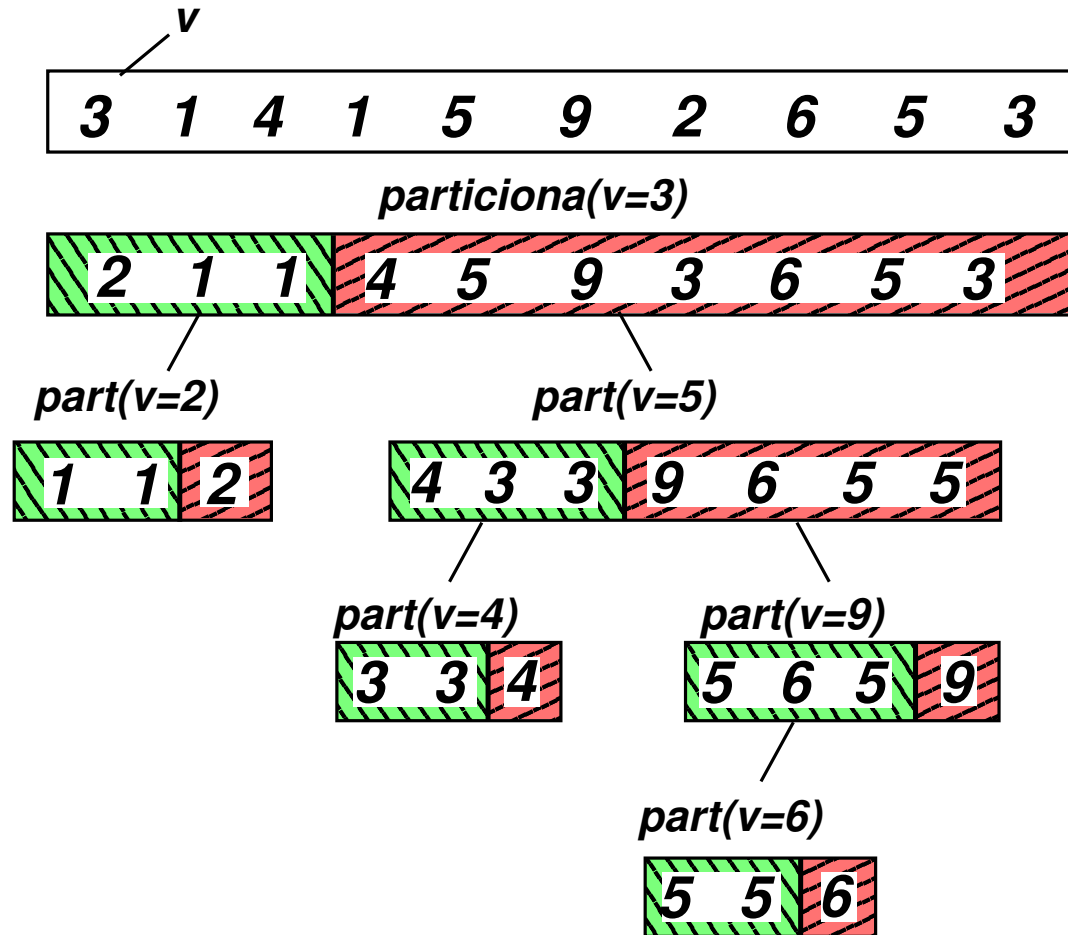 v
3 1 4 1 5 9 2 6 5 3
particiona(v=3)
2 1 1 4 5 9 3 6 5 3
part(v=2) part(v=5)
1 1 2 4 3 3 9 6 5 5
part(v=4) part(v=9)
3 3 4 5 6 5 9
part(v=6)
5 5 6